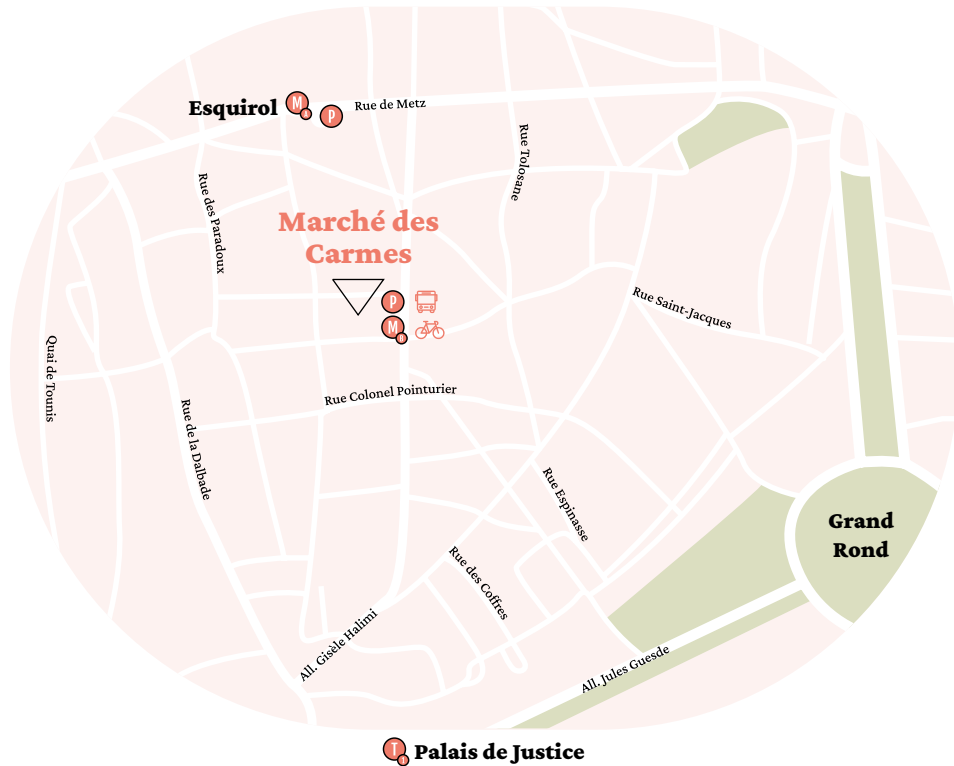 Esquirol
M
A
P
Rue de Metz
Rue Tolosane
Rue des Paradoux
Marché des
Carmes
P
M
B
Rue Saint-Jacques
Quai de Tounis
Rue Colonel Pointurier
Rue de la Dalbade
Rue Espinasse
Grand
Rond
Rue des Coffres
All. Gisèle Halimi
All. Jules Guesde
T
1
Palais de Justice